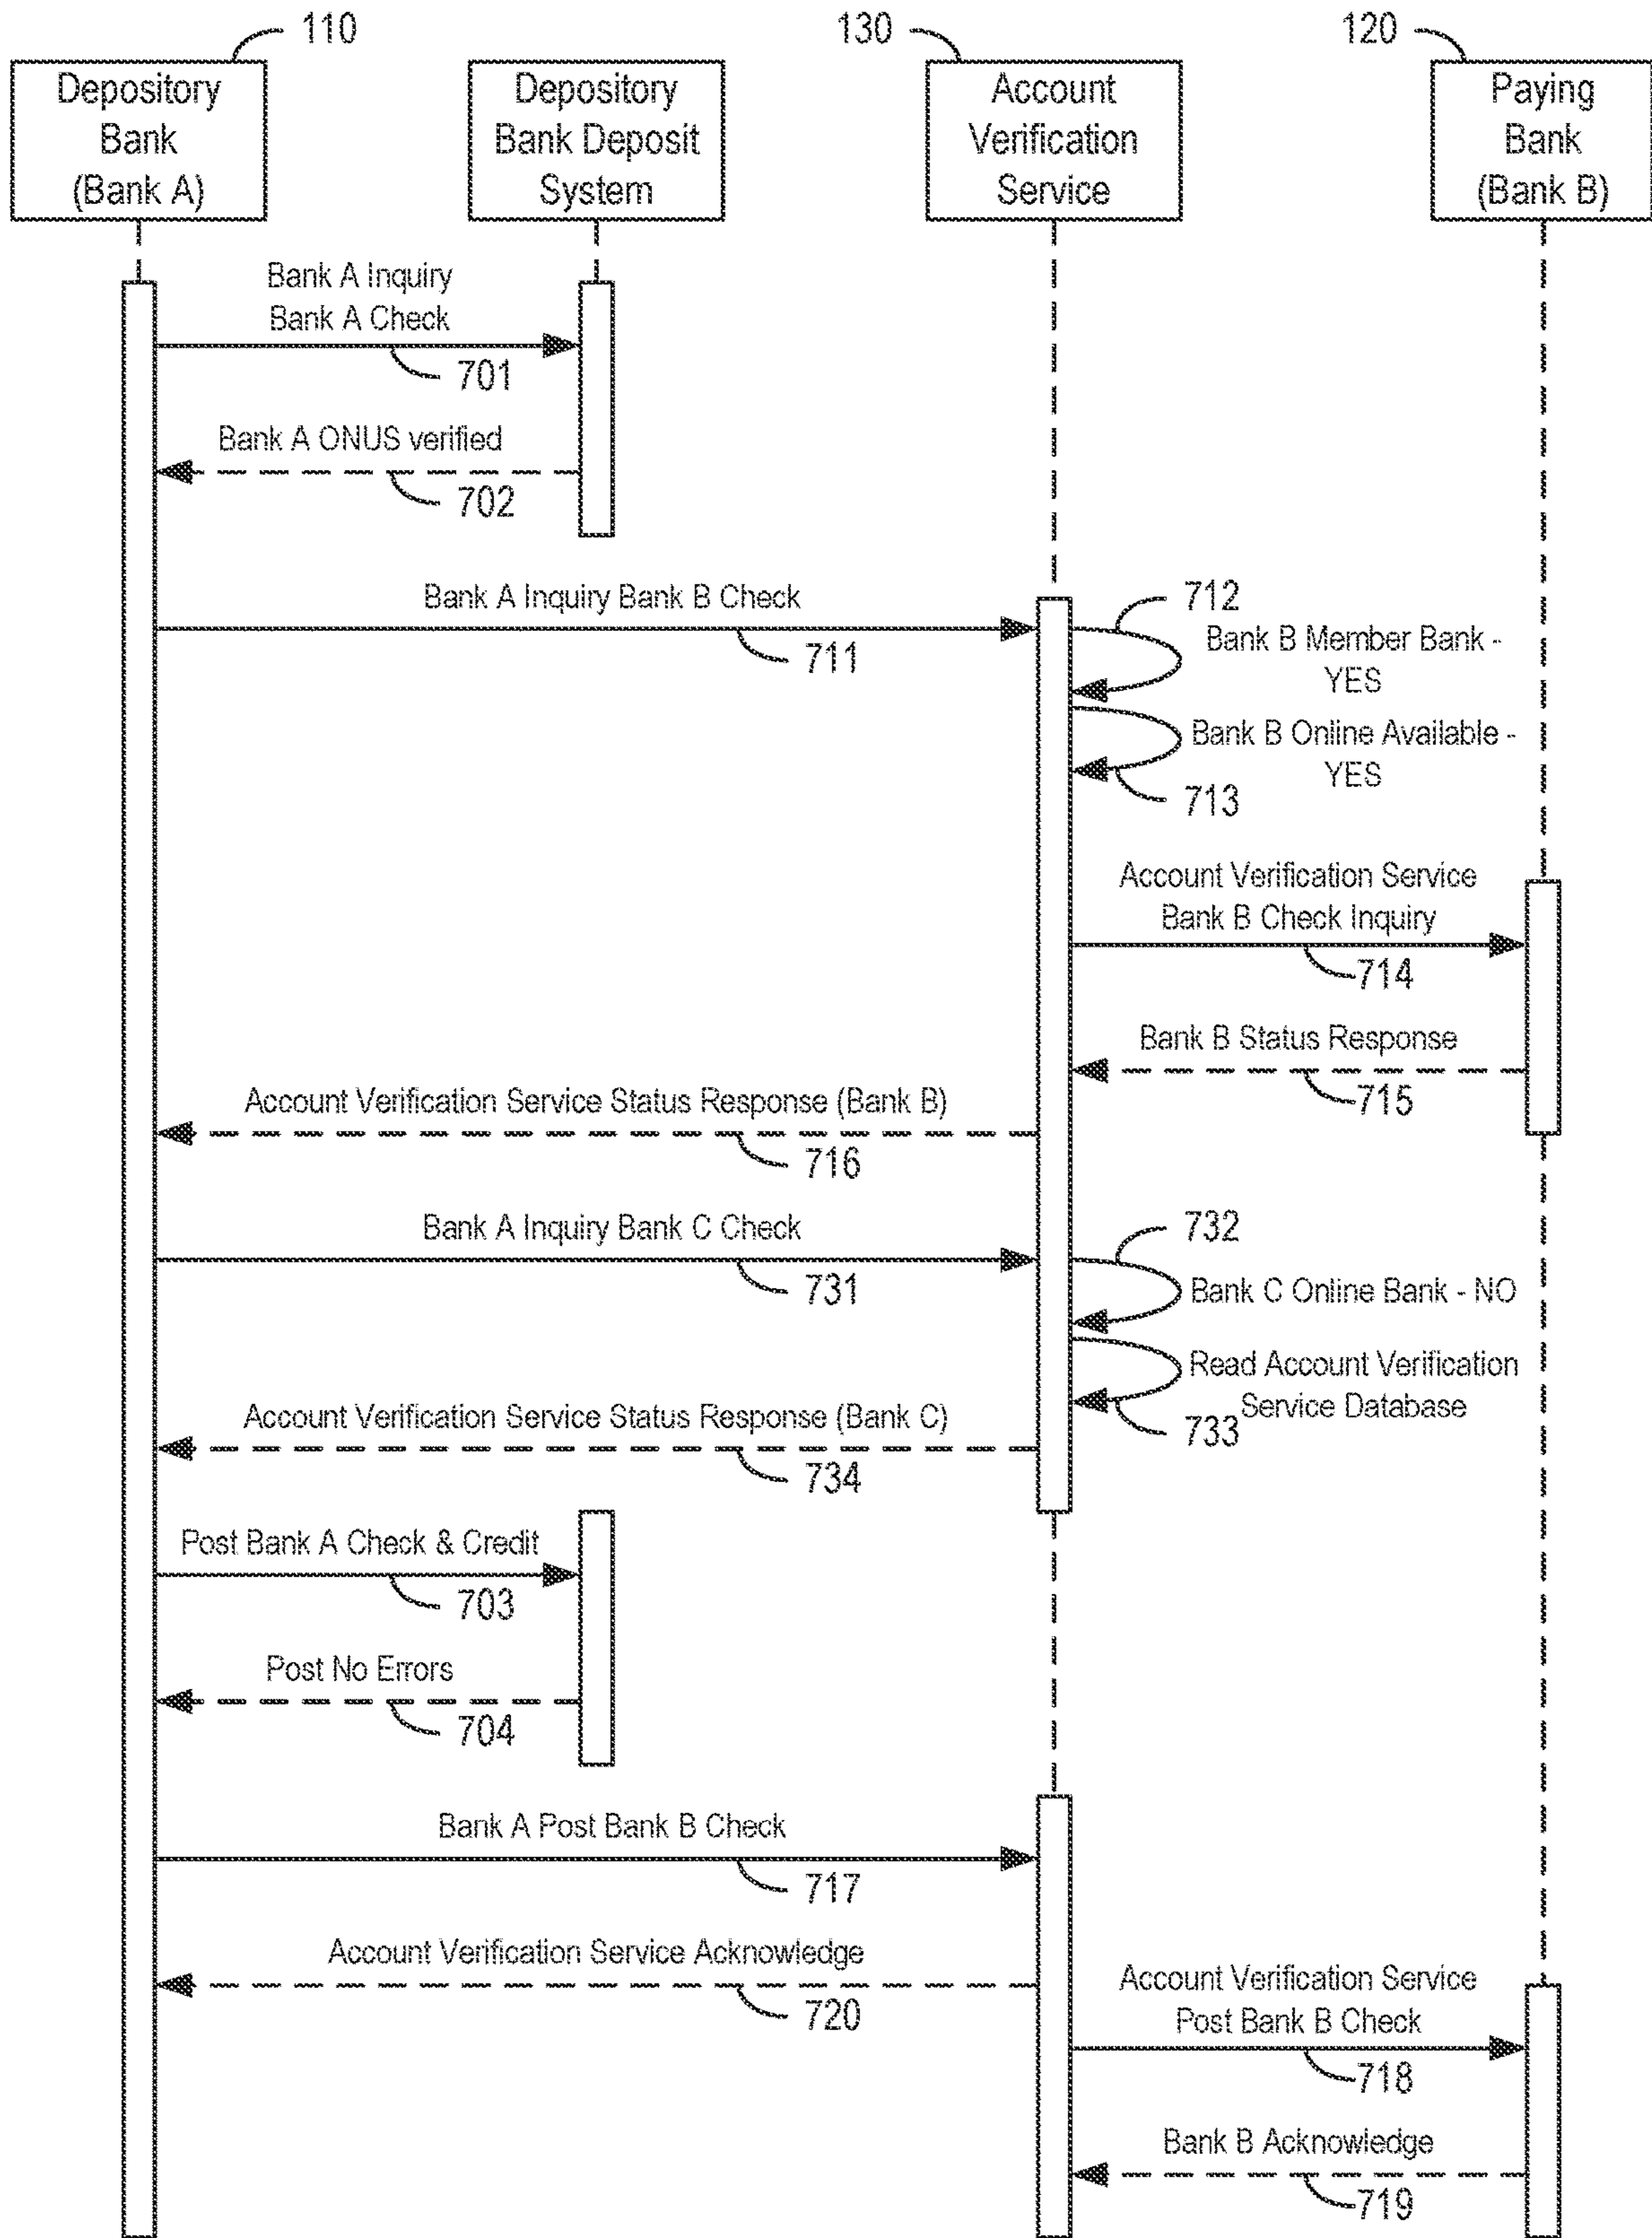 110
130
120
Depository
Bank
(Bank A)
Depository
Bank Deposit
System
Account
Verification
Service
Paying
Bank
(Bank B)
Bank A Inquiry
Bank A Check
701
Bank A ONUS verified
702
Bank A Inquiry Bank B Check
711
712
Bank B Member Bank -
YES
Bank B Online Available -
YES
713
Account Verification Service
Bank B Check Inquiry
714
Bank B Status Response
715
Account Verification Service Status Response (Bank B)
716
Bank A Inquiry Bank C Check
731
732
Bank C Online Bank - NO
Read Account Verification
Service Database
733
Account Verification Service Status Response (Bank C)
734
Post Bank A Check & Credit
703
Post No Errors
704
Bank A Post Bank B Check
717
Account Verification Service Acknowledge
720
Account Verification Service
Post Bank B Check
718
Bank B Acknowledge
719